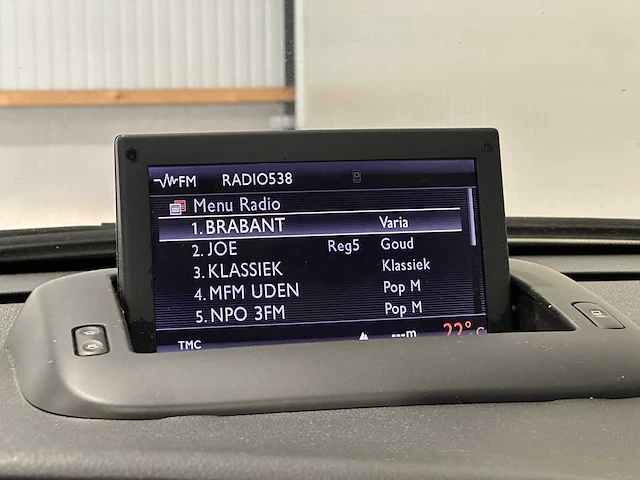 FM RADIO538
Menu Radio
1. BRABANT Varia
2. JOE Reg5 Goud
3. KLASSIEK Klassiek
4. MFM UDEN Pop M
5. NPO 3FM Pop M
TMC ---m 22° C